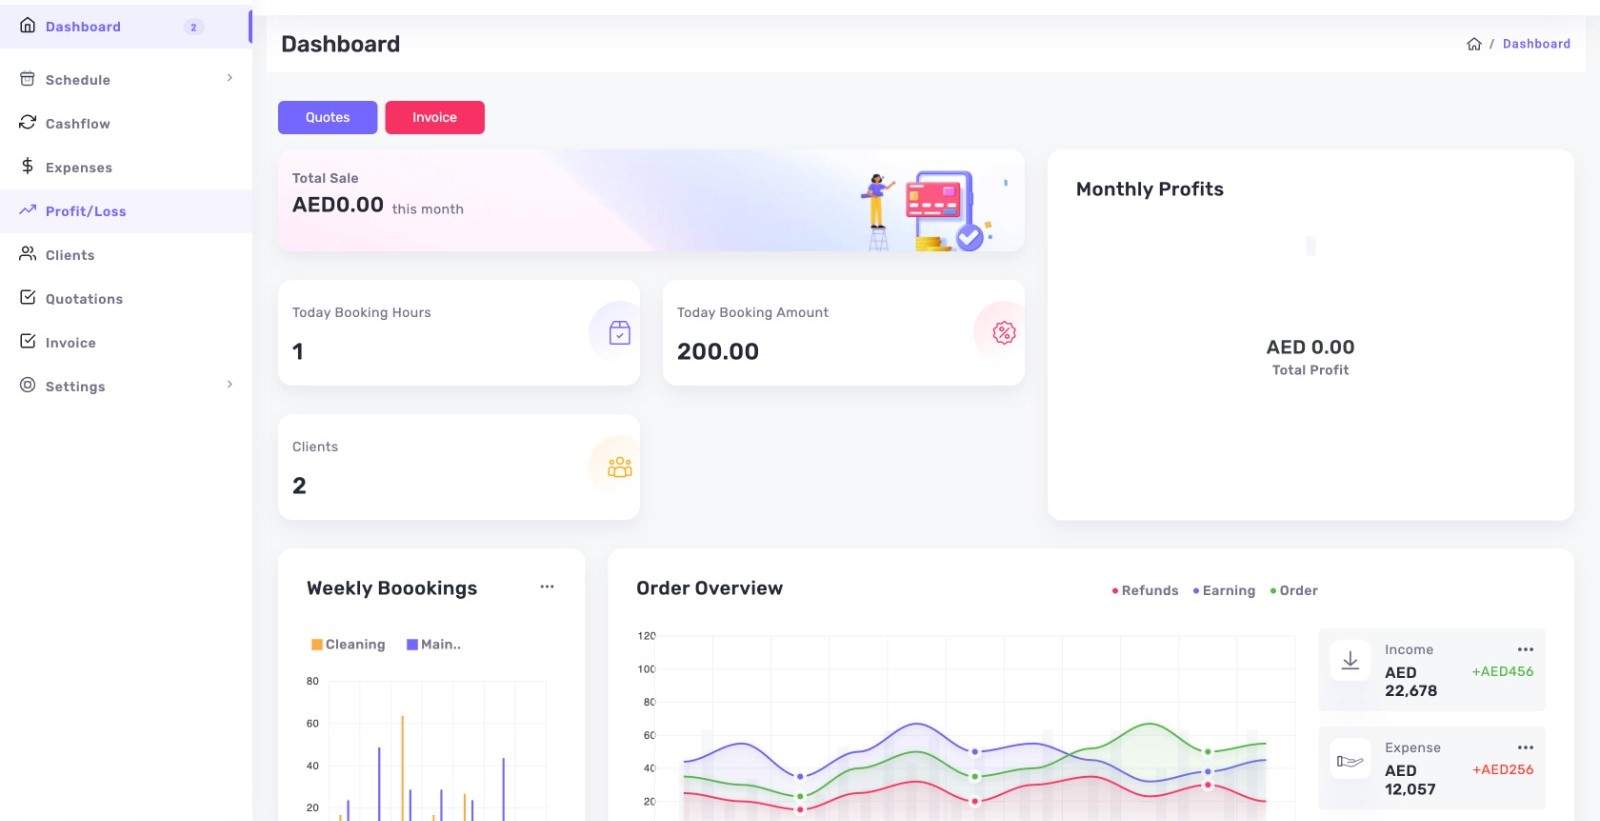 Dashboard 2
Schedule
Cashflow
Expenses
Profit/Loss
Clients
Quotations
Invoice
Settings
Dashboard
/ Dashboard
Quotes Invoice
Total Sale
AED0.00 this month
Today Booking Hours
1
Today Booking Amount
200.00
Clients
2
Monthly Profits
AED 0.00
Total Profit
Weekly Boookings
Cleaning Main..
80
60
40
20
Order Overview
Refunds Earning Order
120
100
80
60
40
20
Income
AED
22,678
+AED456
Expense
AED
12,057
+AED256